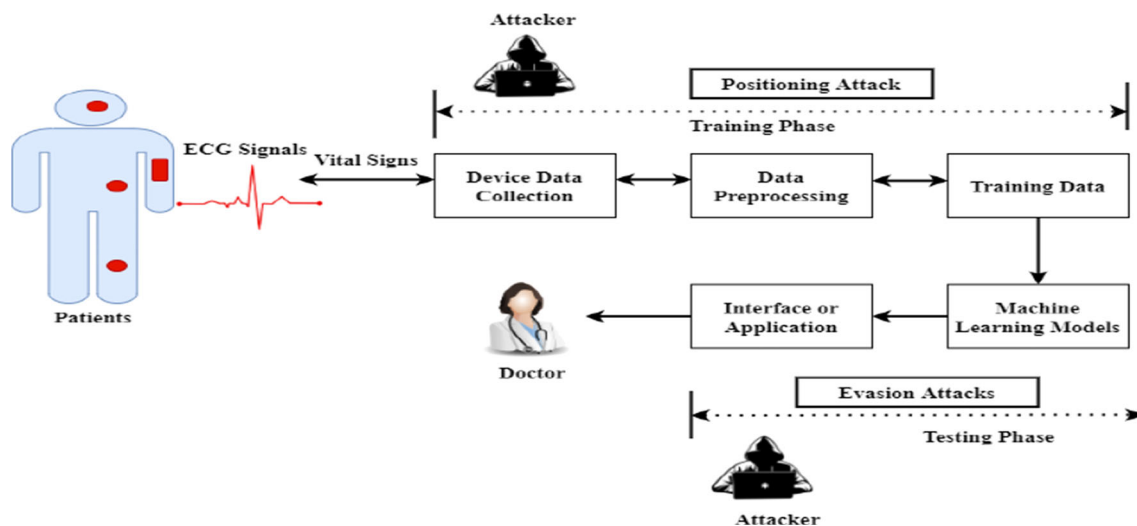 Attacker
Positioning Attack
Training Phase
ECG Signals
Vital Signs
Device Data
Collection
Data
Preprocessing
Training Data
Patients
Doctor
Interface or
Application
Machine
Learning Models
Evasion Attacks
Testing Phase
Attacker